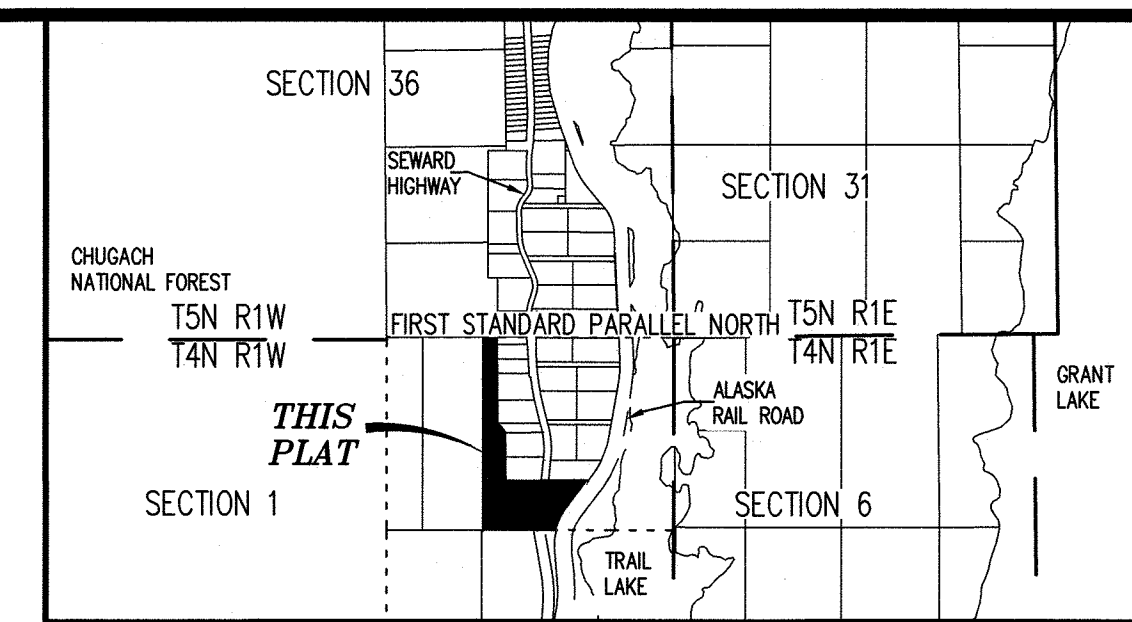 SECTION 36
SEWARD
HIGHWAY
SECTION 31
CHUGACH
NATIONAL FOREST
T5N R1W
FIRST STANDARD PARALLEL NORTH
T5N R1E
T4N R1W
T4N R1E
GRANT
LAKE
ALASKA
RAIL ROAD
THIS
PLAT
SECTION 1
SECTION 6
TRAIL
LAKE